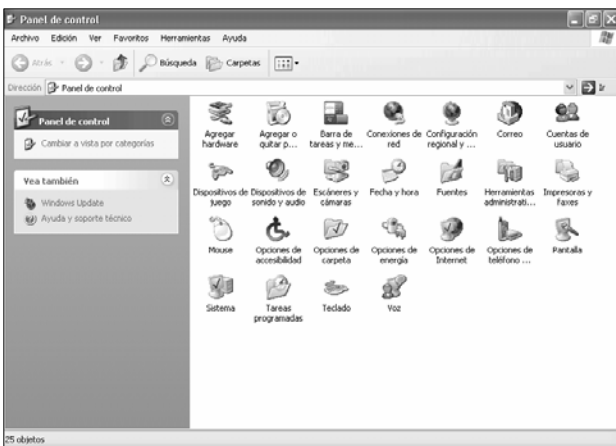 Panel de control
Archivo Edición Ver Favoritos Herramientas Ayuda
Atrás Búsqueda Carpetas
Dirección Panel de control Ir
Panel de control
Cambiar a vista por categorías
Vea también
Windows Update
Ayuda y soporte técnico
Agregar hardware
Agregar o quitar p...
Barra de tareas y me...
Conexiones de red
Configuración regional y ...
Correo
Cuentas de usuario
Dispositivos de juego
Dispositivos de sonido y audio
Escáneres y cámaras
Fecha y hora
Fuentes
Herramientas administrati...
Impresoras y faxes
Mouse
Opciones de accesibilidad
Opciones de carpeta
Opciones de energía
Opciones de Internet
Opciones de teléfono ...
Pantalla
Sistema
Tareas programadas
Teclado
Voz
25 objetos